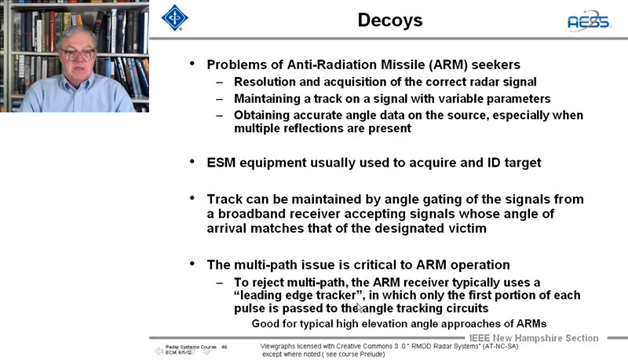 Decoys
AESS
• Problems of Anti-Radiation Missile (ARM) seekers
– Resolution and acquisition of the correct radar signal
– Maintaining a track on a signal with variable parameters
– Obtaining accurate angle data on the source, especially when
multiple reflections are present
• ESM equipment usually used to acquire and ID target
• Track can be maintained by angle gating of the signals from
a broadband receiver accepting signals whose angle of
arrival matches that of the designated victim
• The multi-path issue is critical to ARM operation
– To reject multi-path, the ARM receiver typically uses a
“leading edge tracker”, in which only the first portion of each
pulse is passed to the angle tracking circuits
Good for typical high elevation angle approaches of ARMs
IEEE New Hampshire Section
Radar Systems Course 46
ECM 6/1/12
Viewgraphs licensed with Creative Commons 3.0 "RMOD Radar Systems" (AT-NC-SA)
except where noted ( see course Prelude)